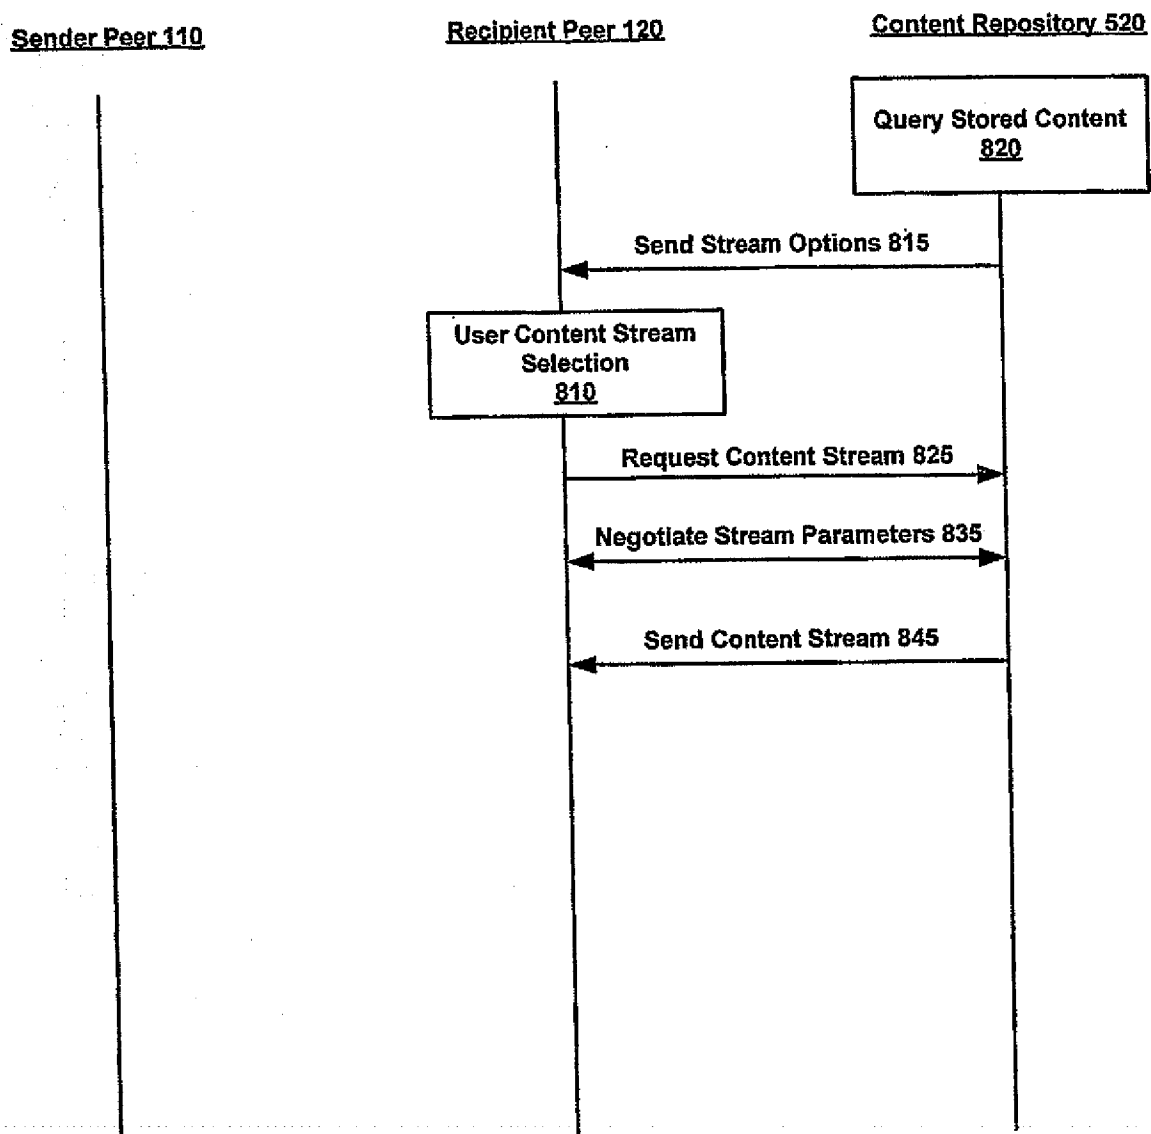 Sender Peer 110
Recipient Peer 120
Content Repository 520
Query Stored Content
820
Send Stream Options 815
User Content Stream
Selection
810
Request Content Stream 825
Negotiate Stream Parameters 835
Send Content Stream 845